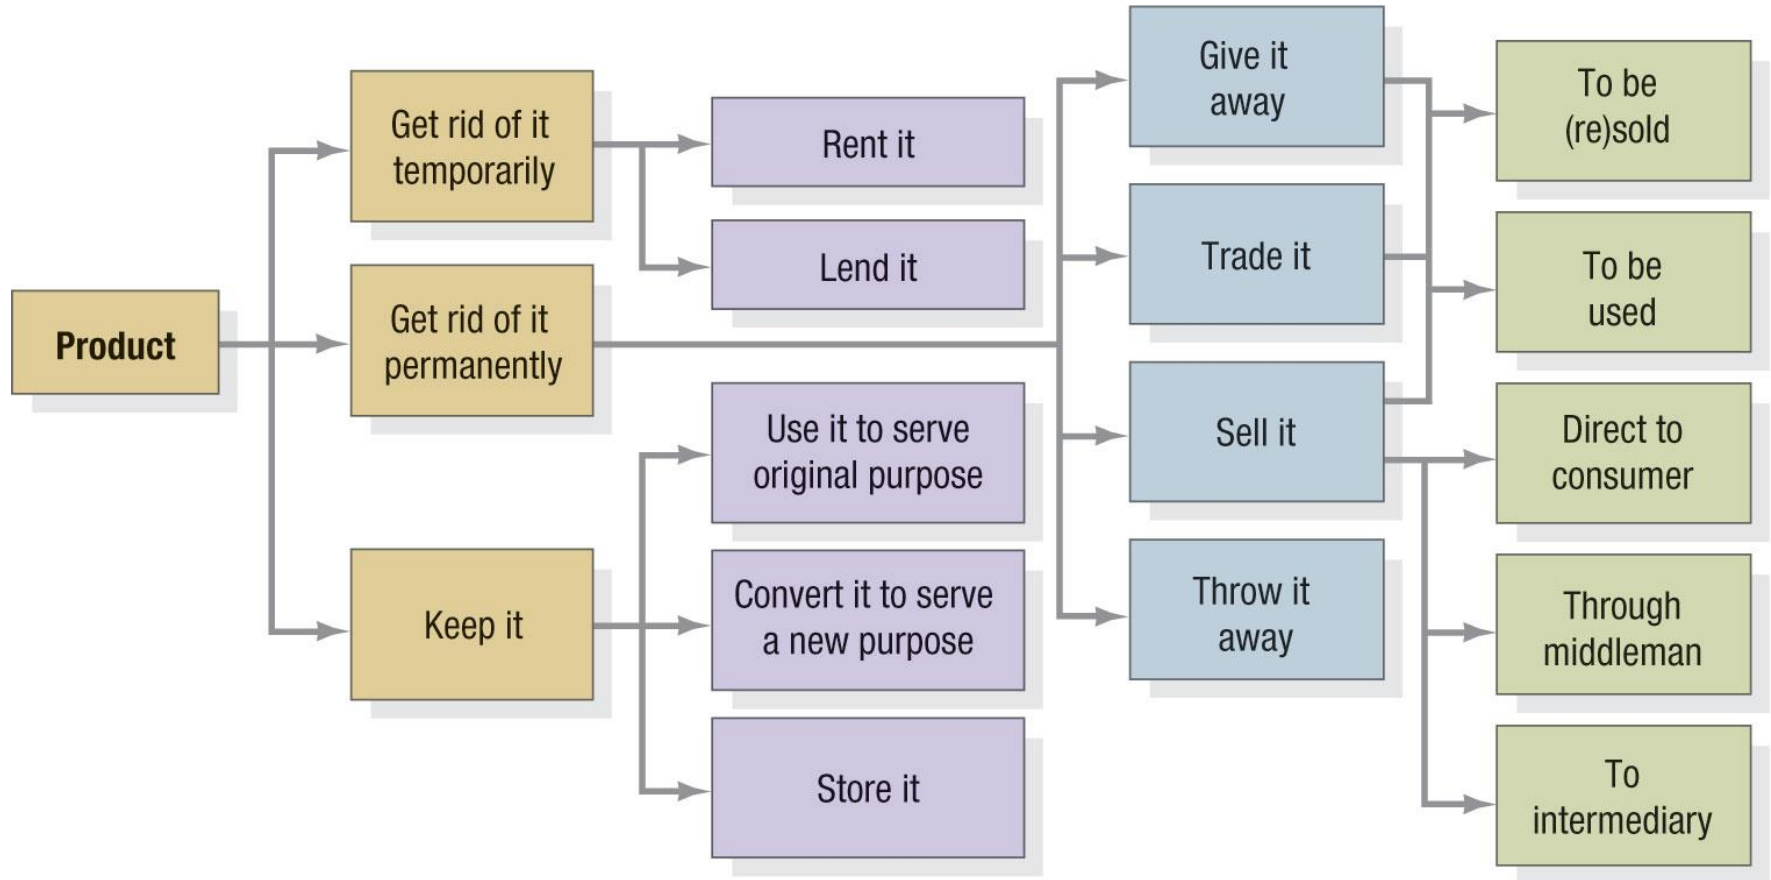 Product
Get rid of it
temporarily
Get rid of it
permanently
Keep it
Rent it
Lend it
Use it to serve
original purpose
Convert it to serve
a new purpose
Store it
Give it
away
Trade it
Sell it
Throw it
away
To be
(re)sold
To be
used
Direct to
consumer
Through
middleman
To
intermediary